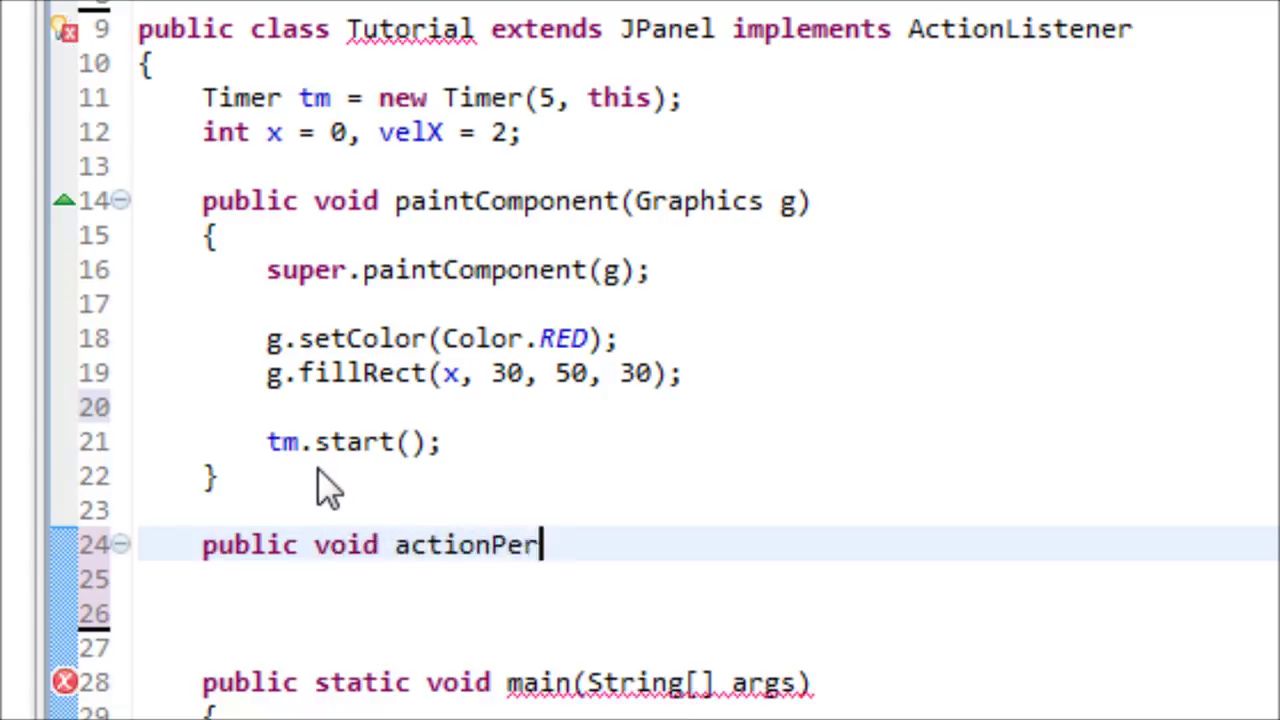 9 public class Tutorial extends JPanel implements ActionListener
10 {
11 Timer tm = new Timer(5, this);
12 int x = 0, velX = 2;
13
14 public void paintComponent(Graphics g)
15 {
16 super.paintComponent(g);
17
18 g.setColor(Color.RED);
19 g.fillRect(x, 30, 50, 30);
20
21 tm.start();
22 }
23
24 public void actionPer
25
26
27
28 public static void main(String[] args)
29 {